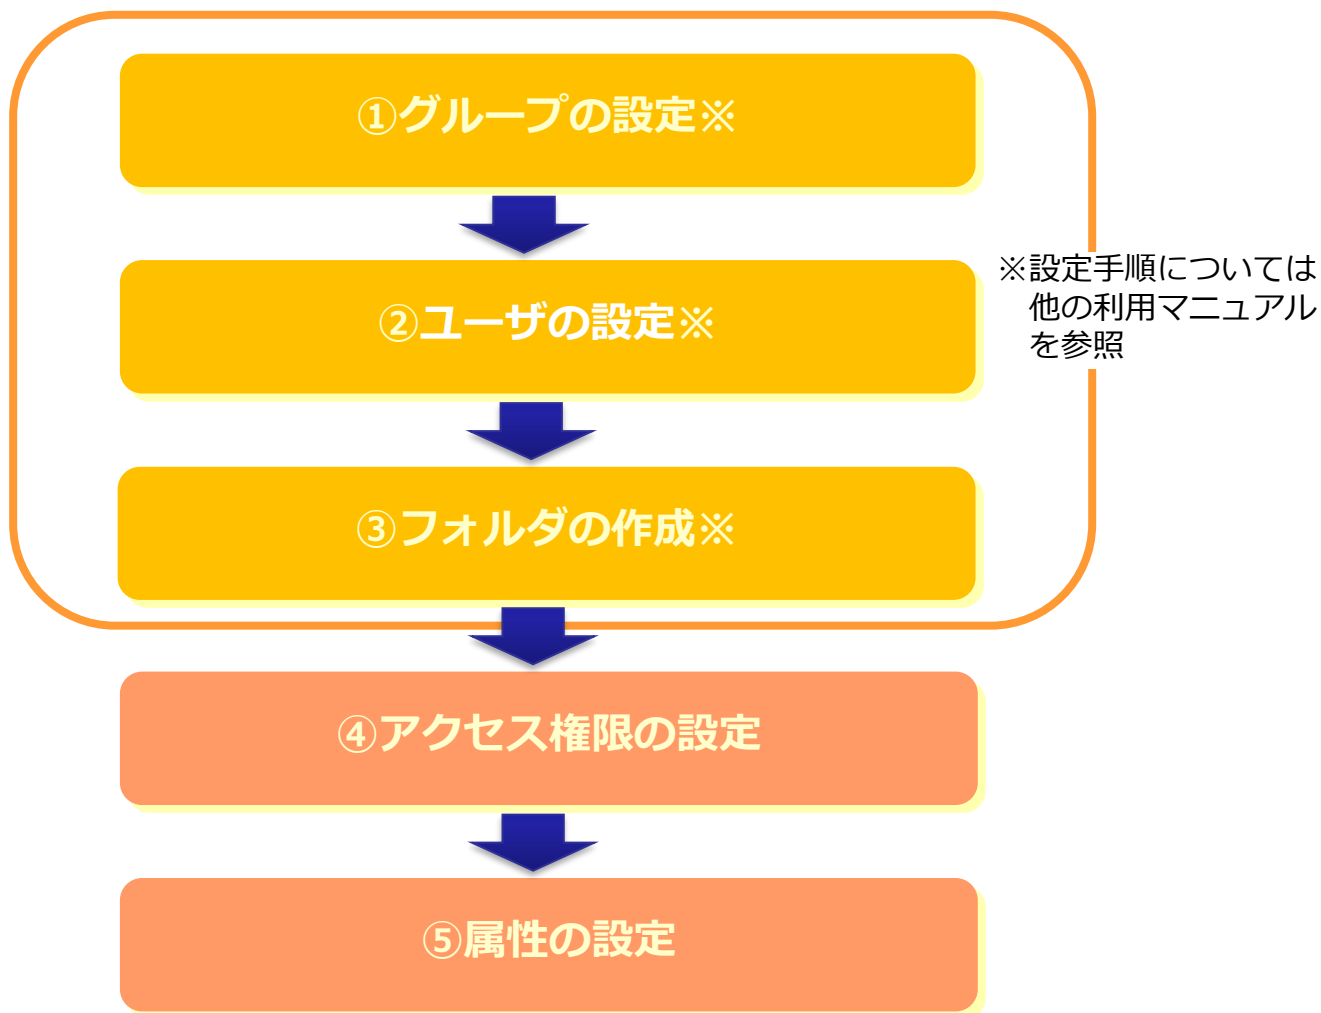 ①グループの設定※
②ユーザの設定※
※設定手順については
他の利用マニュアル
を参照
③フォルダの作成※
④アクセス権限の設定
⑤属性の設定